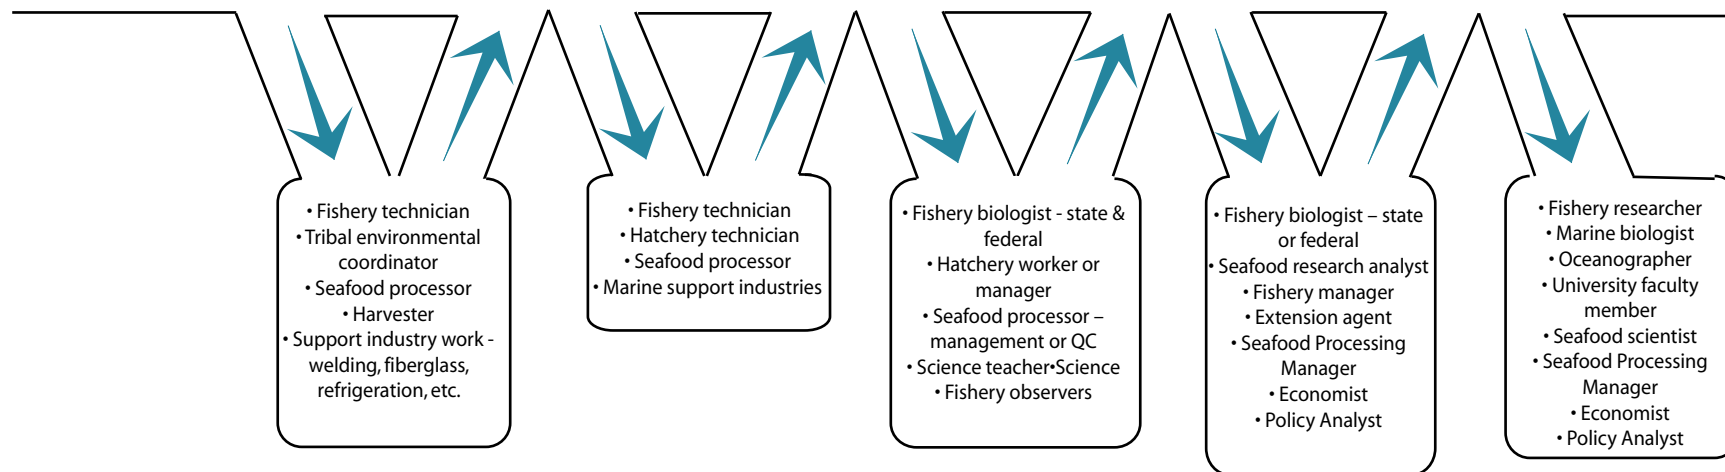 • Fishery technician
• Tribal environmental
coordinator
• Seafood processor
• Harvester
• Support industry work -
welding, fiberglass,
refrigeration, etc.
• Fishery technician
• Hatchery technician
• Seafood processor
• Marine support industries
• Fishery biologist - state &
federal
• Hatchery worker or
manager
• Seafood processor –
management or QC
• Science teacher•Science
• Fishery observers
• Fishery biologist – state
or federal
• Seafood research analyst
• Fishery manager
• Extension agent
• Seafood Processing
Manager
• Economist
• Policy Analyst
• Fishery researcher
• Marine biologist
• Oceanographer
• University faculty
member
• Seafood scientist
• Seafood Processing
Manager
• Economist
• Policy Analyst